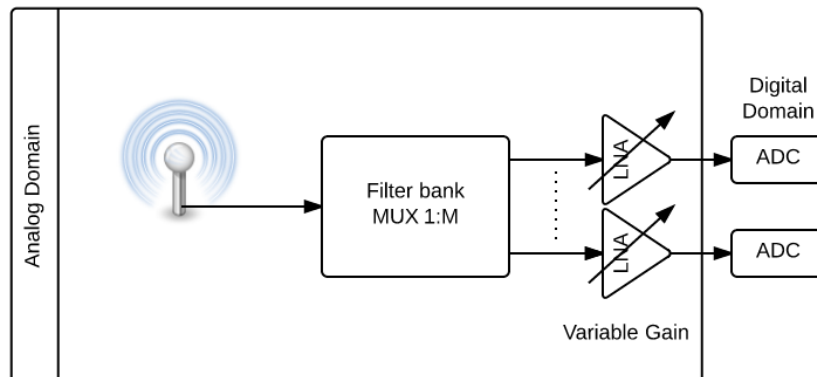 Analog Domain
Filter bank
MUX 1:M
LNA
LNA
Variable Gain
Digital
Domain
ADC
ADC